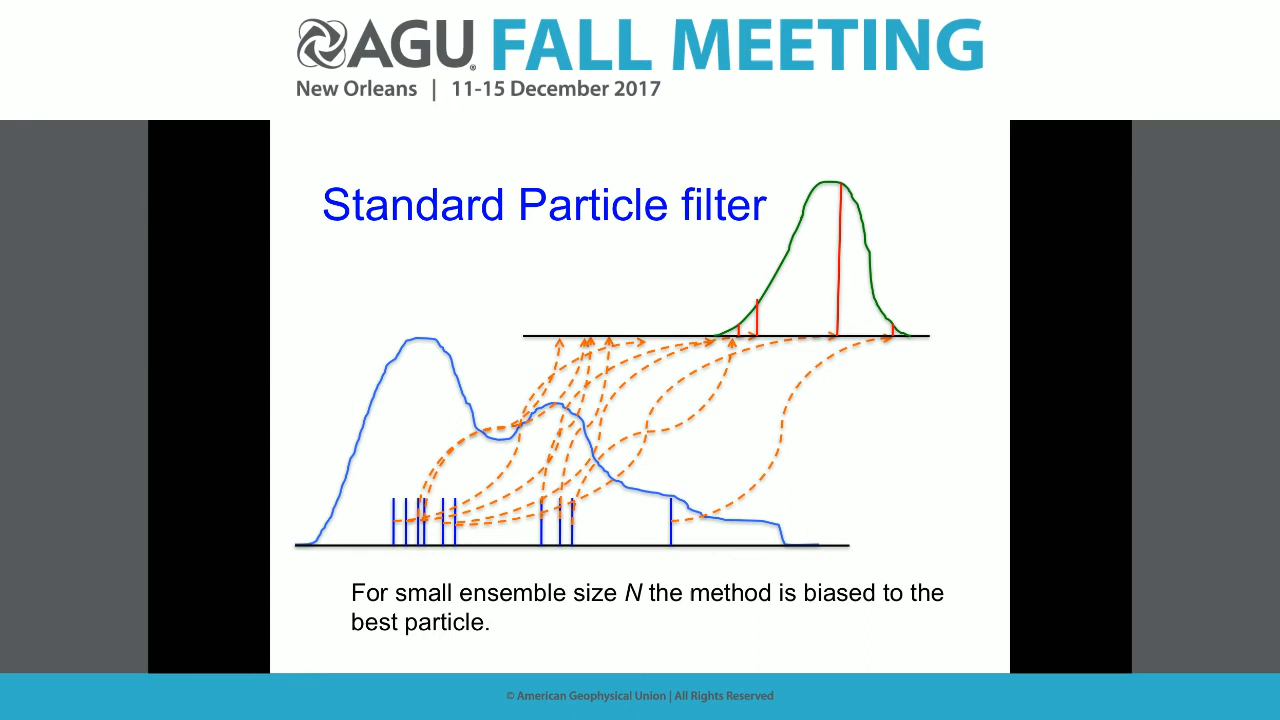 AGU FALL MEETING
New Orleans | 11-15 December 2017
Standard Particle filter
For small ensemble size N the method is biased to the
best particle.
© American Geophysical Union | All Rights Reserved